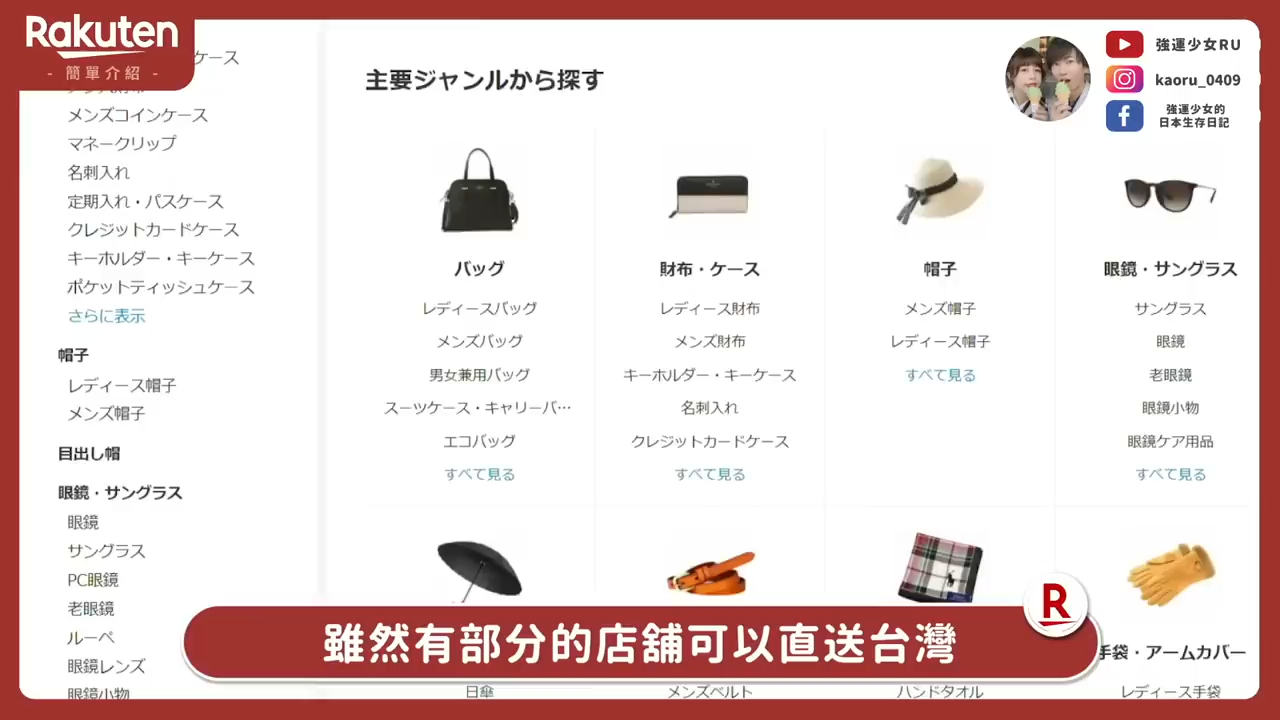 Rakuten
- 簡單介紹 -
ケース
メンズコインケース
マネークリップ
名刺入れ
定期入れ・パスケース
クレジットカードケース
キーホルダー・キーケース
ポケットティッシュケース
さらに表示
帽子
レディース帽子
メンズ帽子
目出し帽
眼鏡・サングラス
眼鏡
サングラス
PC眼鏡
老眼鏡
ルーペ
眼鏡レンズ
眼鏡小物
主要ジャンルから探す
強運少女RU
kaoru_0409
強運少女的
日本生存日記
バッグ
レディースバッグ
メンズバッグ
男女兼用バッグ
スーツケース・キャリーバ…
エコバッグ
すべて見る
財布・ケース
レディース財布
メンズ財布
キーホルダー・キーケース
名刺入れ
クレジットカードケース
すべて見る
帽子
メンズ帽子
レディース帽子
すべて見る
眼鏡・サングラス
サングラス
眼鏡
老眼鏡
眼鏡小物
眼鏡ケア用品
すべて見る
R
雖然有部分的店舖可以直送台灣
手袋・アームカバー
日傘
メンズベルト
ハンドタオル
レディース手袋